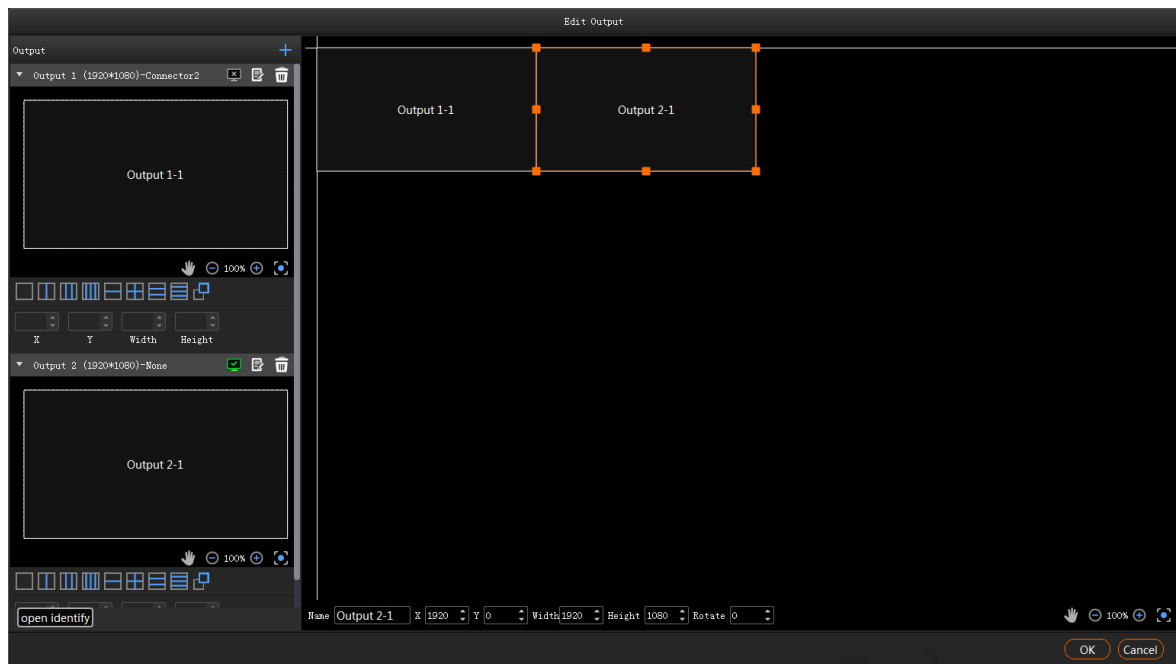 Edit Output
Output
Output 1 (1920*1080)-Connector2
Output 1-1
100%
X Y Width Height
Output 2 (1920*1080)-None
Output 2-1
100%
open identify
Output 1-1
Output 2-1
Name Output 2-1 X 1920 Y 0 Width 1920 Height 1080 Rotate 0
100%
OK Cancel